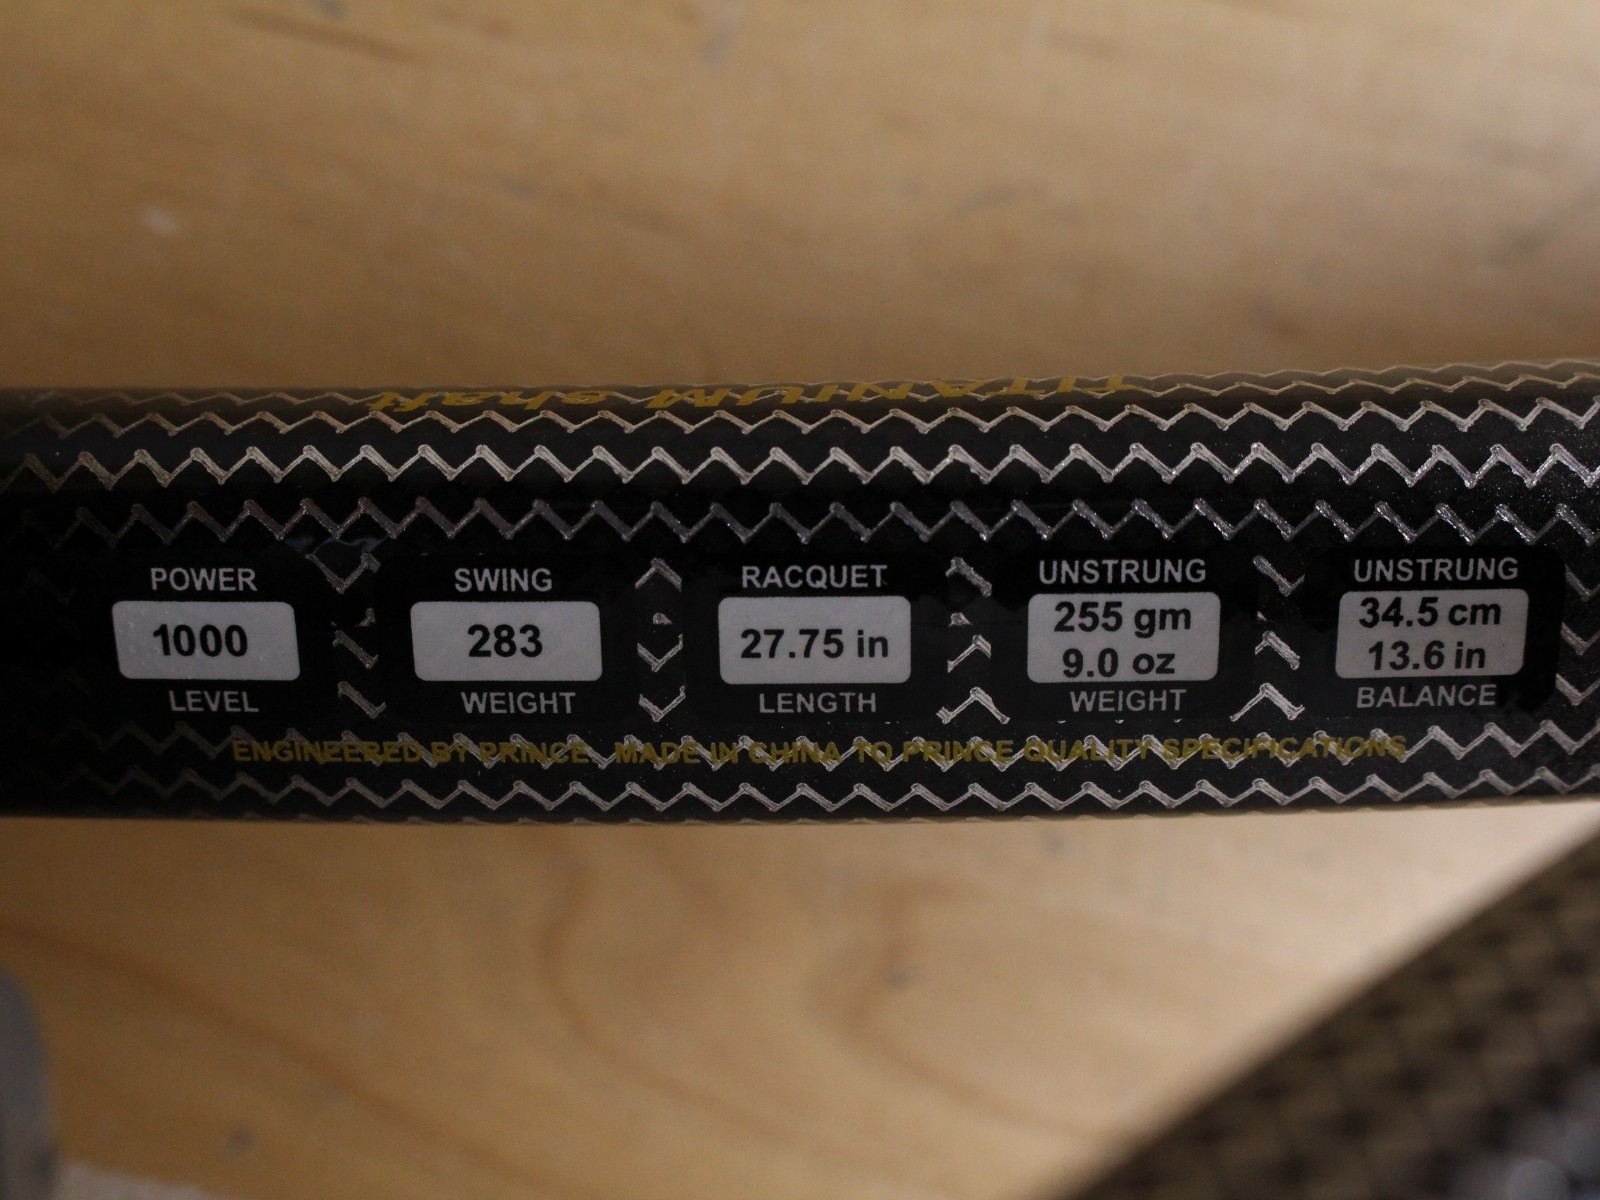 TITANIUM shaft
POWER
1000
LEVEL
SWING
283
WEIGHT
RACQUET
27.75 in
LENGTH
UNSTRUNG
255 gm
9.0 oz
WEIGHT
UNSTRUNG
34.5 cm
13.6 in
BALANCE
ENGINEERED BY PRINCE. MADE IN CHINA TO PRINCE QUALITY SPECIFICATIONS